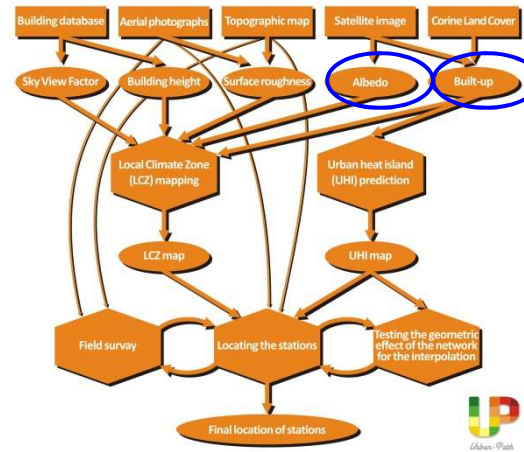 Building database
Aerial photographs
Topographic map
Satellite image
Corine Land Cover
Sky View Factor
Building height
Surface roughness
Albedo
Built-up
Local Climate Zone
(LCZ) mapping
Urban heat island
(UHI) prediction
LCZ map
UHI map
Field survay
Locating the stations
Testing the geometric
effect of the network
for the interpolation
Final location of stations
UP
Urban-Path